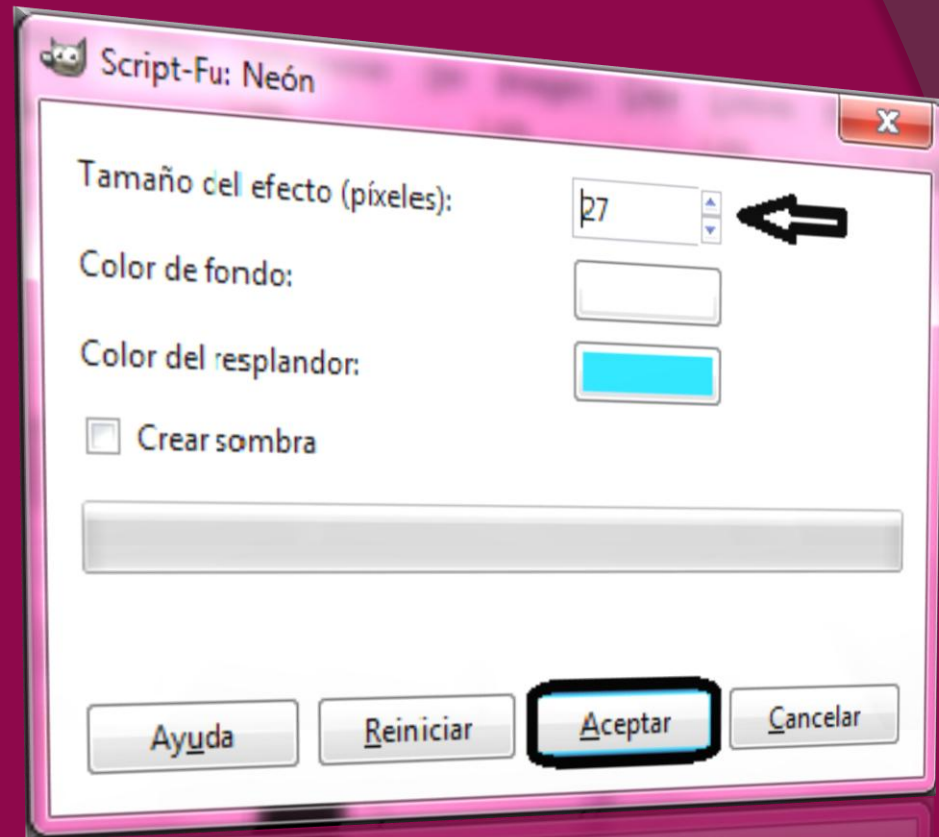 Script-Fu: Neón
Tamaño del efecto (píxeles):
27
Color de fondo:
Color del resplandor:
Crear sombra
Ayuda
Reiniciar
Aceptar
Cancelar